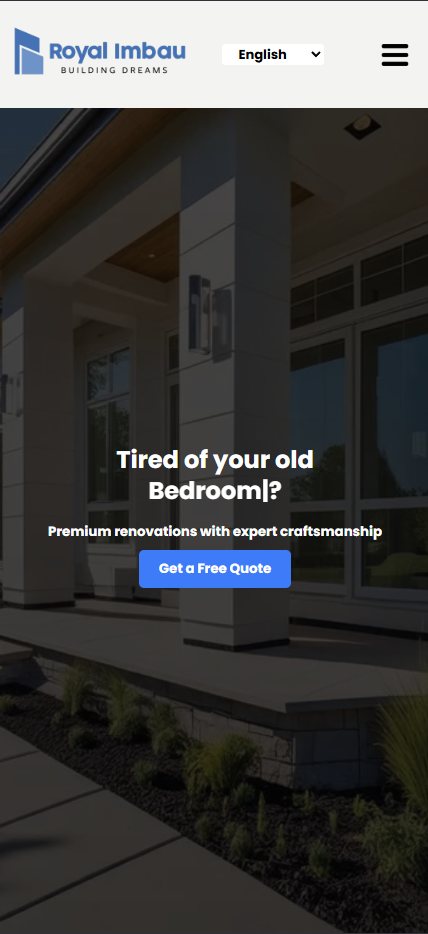 Royal Imbau
BUILDING DREAMS
English
Tired of your old
Bedroom|?
Premium renovations with expert craftsmanship
Get a Free Quote